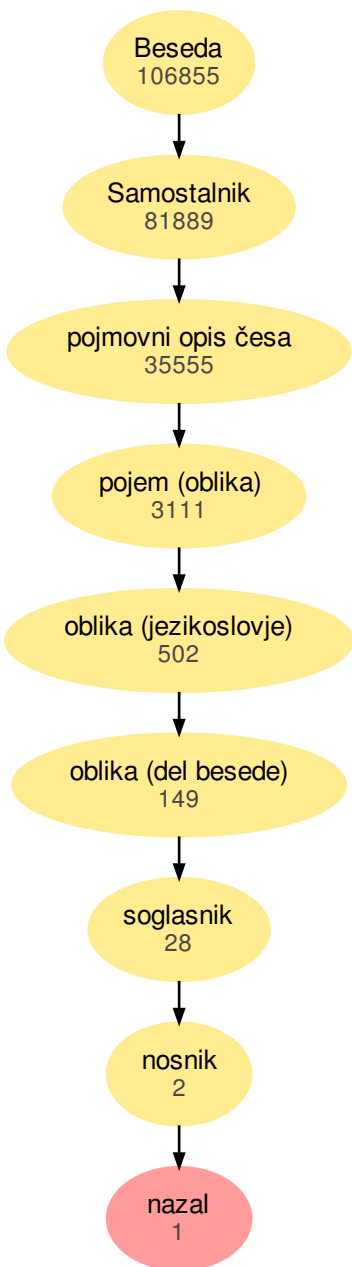 Beseda
106855
Samostalnik
81889
pojmovni opis česa
35555
pojem (oblika)
3111
oblika (jezikoslovje)
502
oblika (del besede)
149
soglasnik
28
nosnik
2
nazal
1